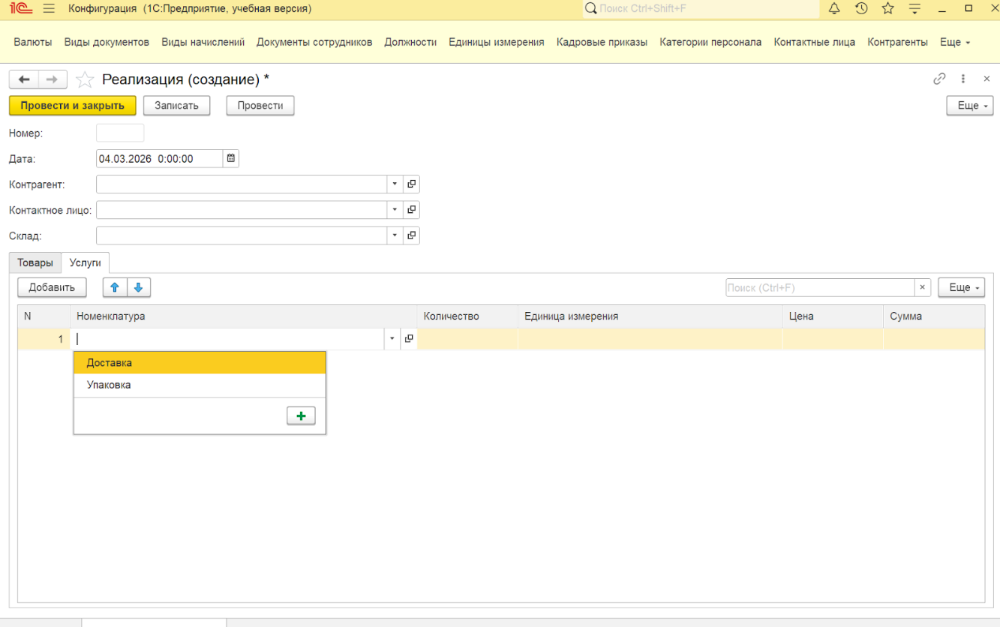 1С Конфигурация (1С:Предприятие, учебная версия) Поиск Ctrl+Shift+F
Валюты Виды документов Виды начислений Документы сотрудников Должности Единицы измерения Кадровые приказы Категории персонала Контактные лица Контрагенты Еще
Реализация (создание) *
Провести и закрыть Записать Провести Еще
Номер:
Дата: 04.03.2026 0:00:00
Контрагент:
Контактное лицо:
Склад:
Товары Услуги
Добавить Поиск (Ctrl+F) × Еще
N Номенклатура Количество Единица измерения Цена Сумма
1
Доставка
Упаковка